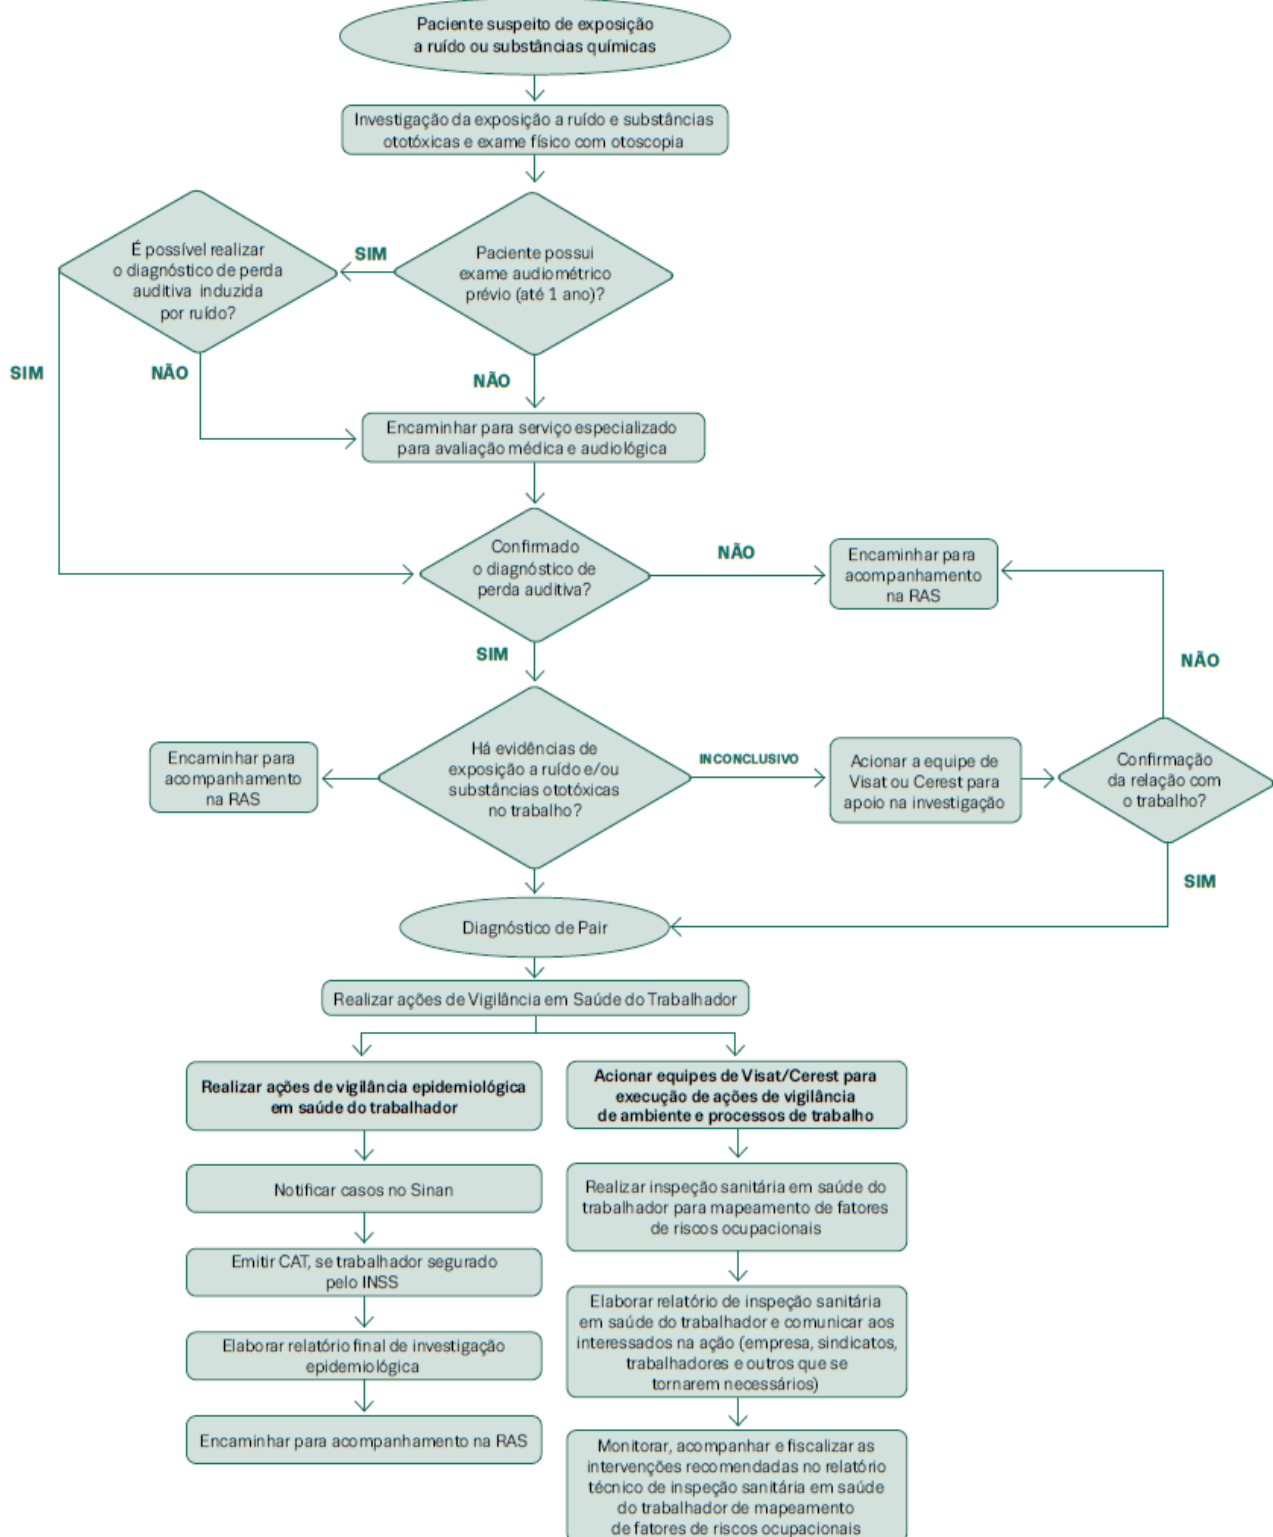 Paciente suspeito de exposição
a ruído ou substâncias químicas
Investigação da exposição a ruído e substâncias
ototóxicas e exame físico com otoscopia
Paciente possui
exame audiométrico
prévio (até 1 ano)?
SIM
É possível realizar
o diagnóstico de perda
auditiva induzida
por ruído?
SIM
NÃO
NÃO
Encaminhar para serviço especializado
para avaliação médica e audiológica
Confirmado
o diagnóstico de
perda auditiva?
NÃO
Encaminhar para
acompanhamento
na RAS
SIM
NÃO
Há evidências de
exposição a ruído e/ou
substâncias ototóxicas
no trabalho?
Encaminhar para
acompanhamento
na RAS
INCONCLUSIVO
Acionar a equipe de
Visat ou Cerest para
apoio na investigação
Confirmação
da relação com
o trabalho?
SIM
Diagnóstico de Pair
Realizar ações de Vigilância em Saúde do Trabalhador
Realizar ações de vigilância epidemiológica
em saúde do trabalhador
Notificar casos no Sinan
Emitir CAT, se trabalhador segurado
pelo INSS
Elaborar relatório final de investigação
epidemiológica
Encaminhar para acompanhamento na RAS
Acionar equipes de Visat/Cerest para
execução de ações de vigilância
de ambiente e processos de trabalho
Realizar inspeção sanitária em saúde do
trabalhador para mapeamento de fatores
de riscos ocupacionais
Elaborar relatório de inspeção sanitária
em saúde do trabalhador e comunicar aos
interessados na ação (empresa, sindicatos,
trabalhadores e outros que se
tornarem necessários)
Monitorar, acompanhar e fiscalizar as
intervenções recomendadas no relatório
técnico de inspeção sanitária em saúde
do trabalhador de mapeamento
de fatores de riscos ocupacionais